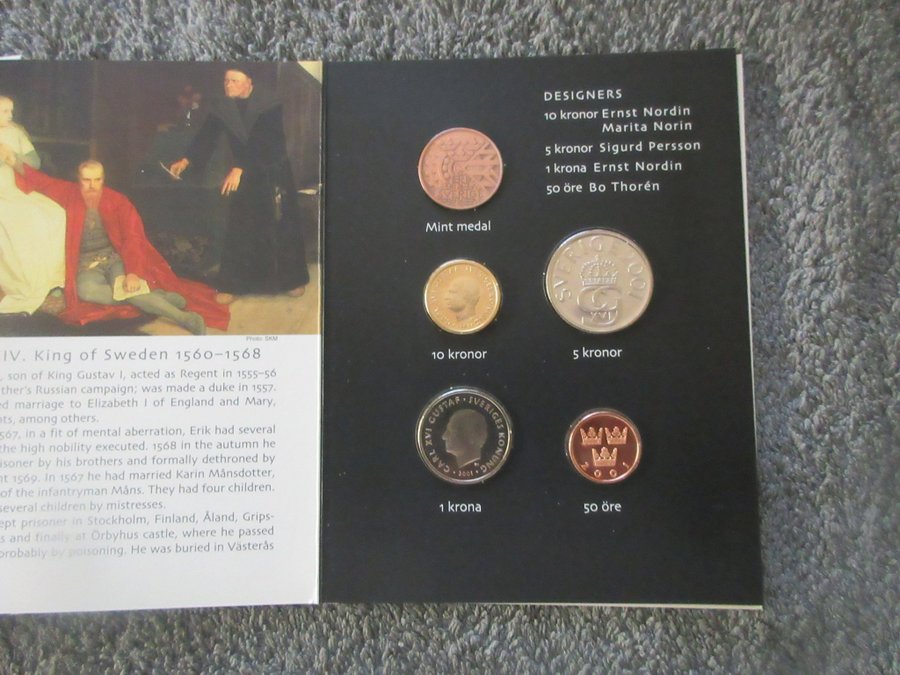 Photo: SKM
IV. King of Sweden 1560–1568
, son of King Gustav I, acted as Regent in 1555–56
ther's Russian campaign; was made a duke in 1557.
ed marriage to Elizabeth I of England and Mary,
nts, among others.
567, in a fit of mental aberration, Erik had several
the high nobility executed. 1568 in the autumn he
isoner by his brothers and formally dethroned by
nt 1569. In 1567 he had married Karin Månsdotter,
of the infantryman Måns. They had four children.
several children by mistresses.
ept prisoner in Stockholm, Finland, Åland, Grips-
s and finally at Örbyhus castle, where he passed
probably by poisoning. He was buried in Västerås
DESIGNERS
10 kronor Ernst Nordin
Marita Norin
5 kronor Sigurd Persson
1 krona Ernst Nordin
50 öre Bo Thorén
Mint medal
10 kronor
SVERIGE 2001
XVI
5 kronor
CARL XVI GUSTAF · SVERIGES KONUNG
· 2001 ·
1 krona
2001
50 öre